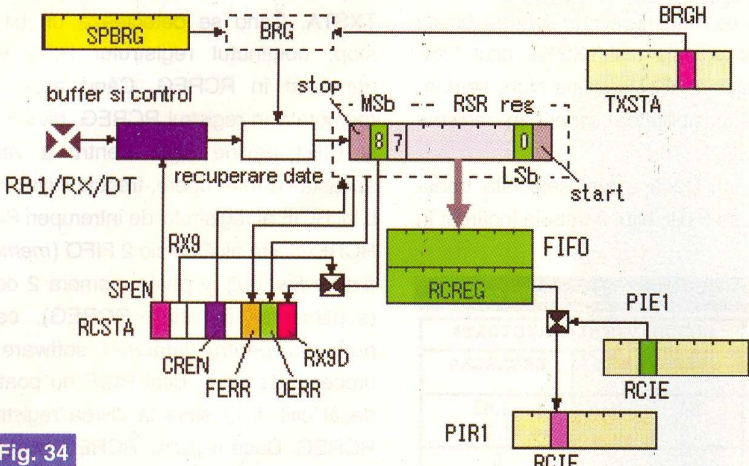 BRGH
SPBRG
BRG
TXSTA
buffer si control
stop
MSb
RSR reg
8 7
0
LSb
start
recuperare date
RB1/RX/DT
RX9
FIFO
RCREG
SPEN
RCSTA
CREN
FERR
OERR
RX9D
PIE1
RCIE
PIR1
RCIF
Fig. 34